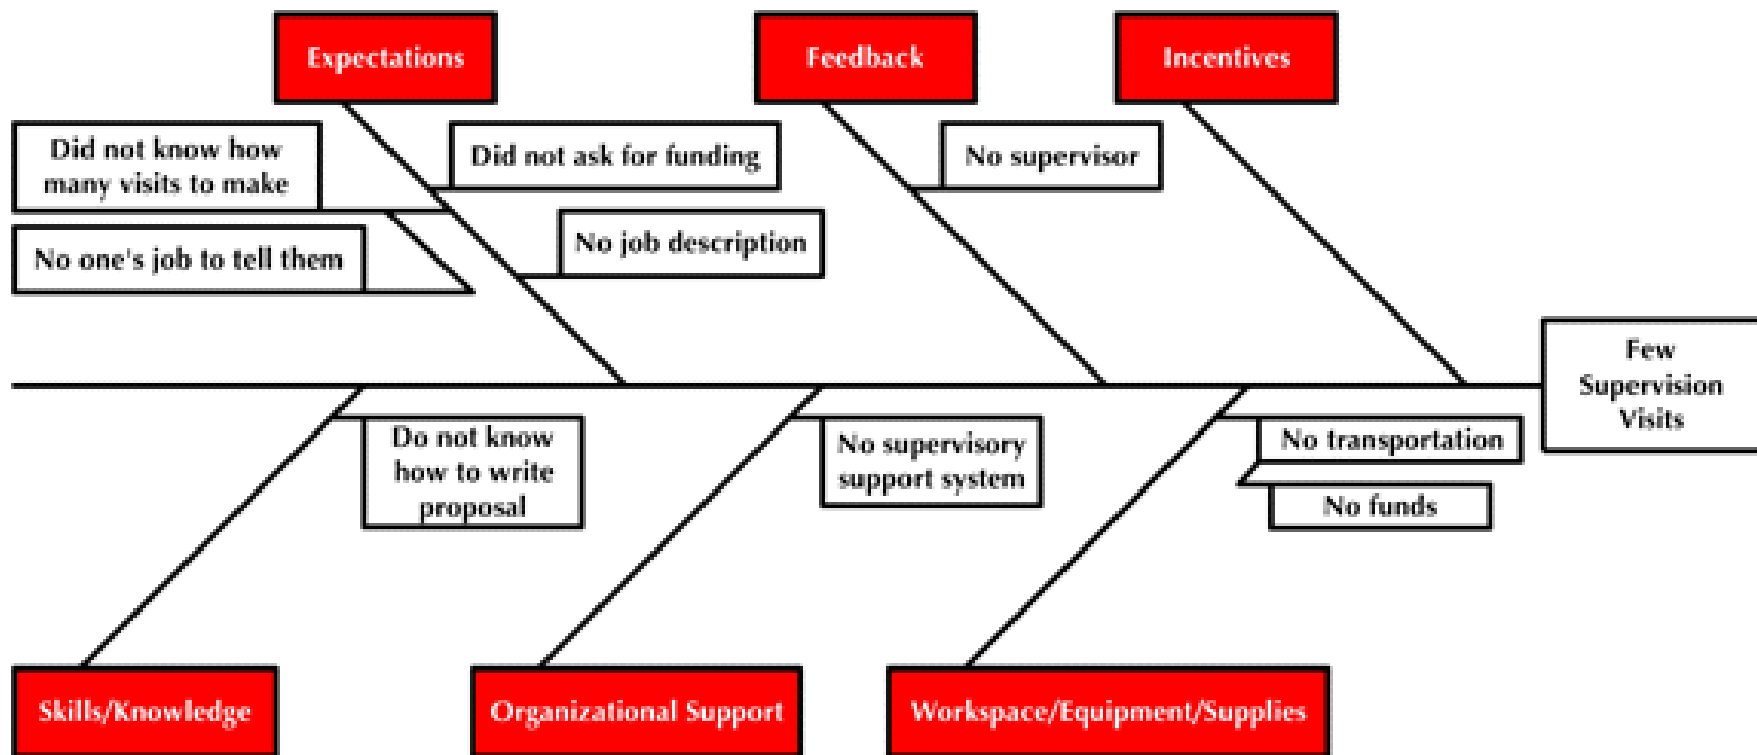 Expectations
Feedback
Incentives
Did not know how
many visits to make
Did not ask for funding
No supervisor
No one's job to tell them
No job description
Few
Supervision
Visits
Do not know
how to write
proposal
No supervisory
support system
No transportation
No funds
Skills/Knowledge
Organizational Support
Workspace/Equipment/Supplies